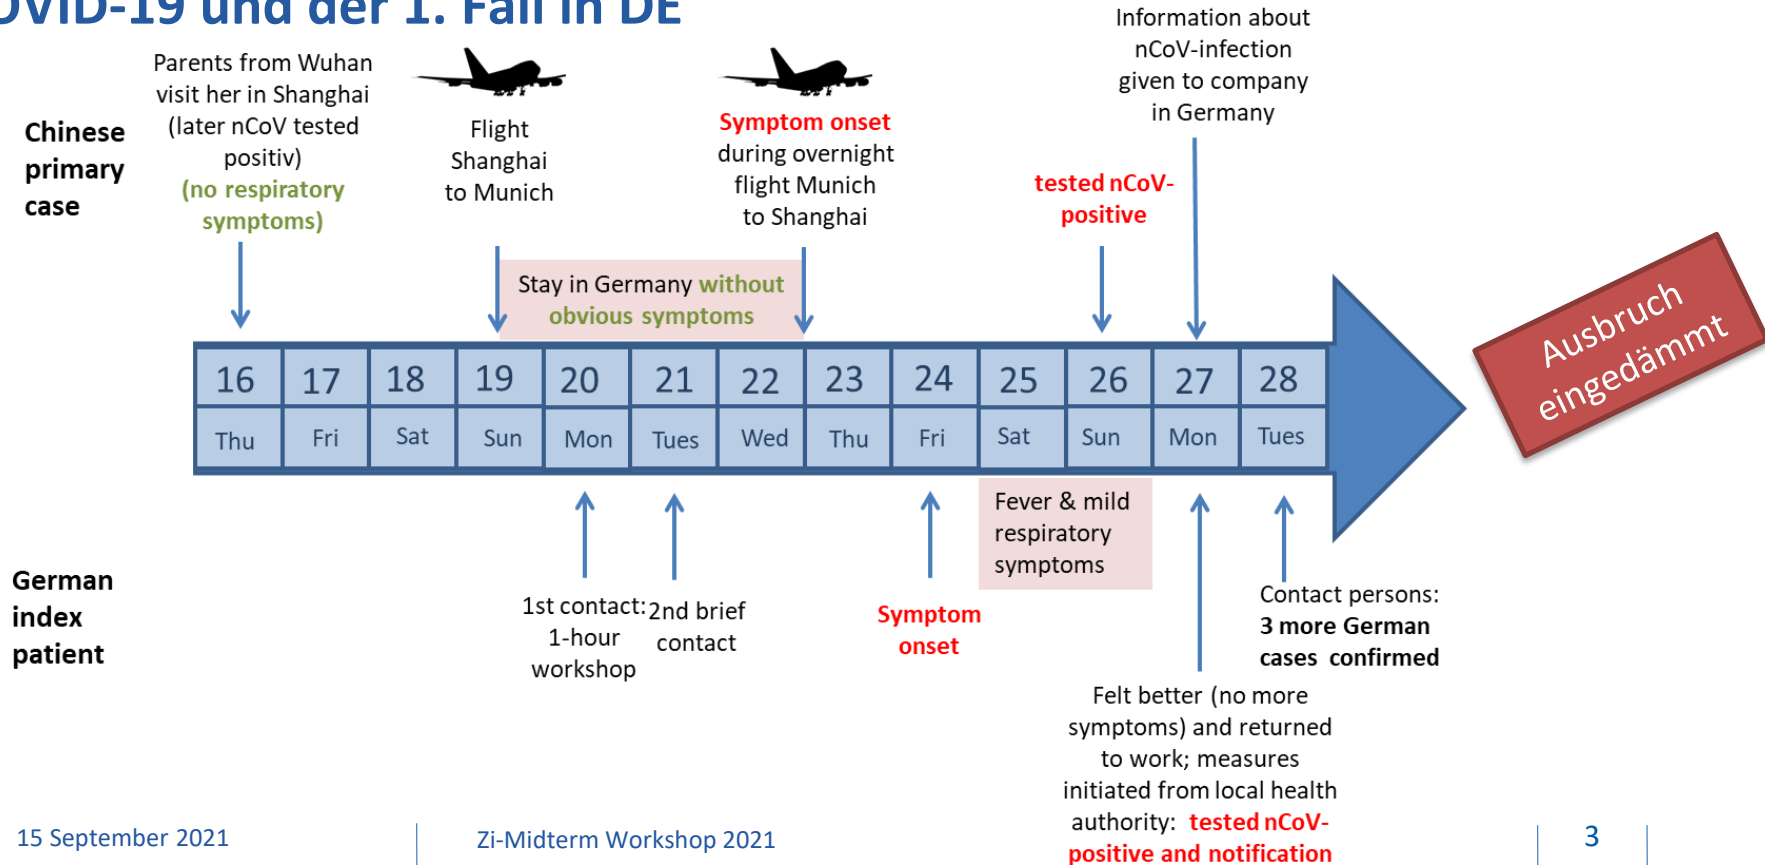 OVID-19 und der 1. Fall in DE
Parents from Wuhan
visit her in Shanghai
(later nCoV tested
positiv)
(no respiratory
symptoms)
Flight
Shanghai
to Munich
Symptom onset
during overnight
flight Munich
to Shanghai
Information about
nCoV-infection
given to company
in Germany
tested nCoV-
positive
Chinese
primary
case
Stay in Germany without
obvious symptoms
16 17 18 19 20 21 22 23 24 25 26 27 28
Thu Fri Sat Sun Mon Tues Wed Thu Fri Sat Sun Mon Tues
Ausbruch
eingedämmt
German
index
patient
1st contact:
1-hour
workshop
2nd brief
contact
Symptom
onset
Fever & mild
respiratory
symptoms
Contact persons:
3 more German
cases confirmed
Felt better (no more
symptoms) and returned
to work; measures
initiated from local health
authority: tested nCoV-
positive and notification
15 September 2021
Zi-Midterm Workshop 2021
3